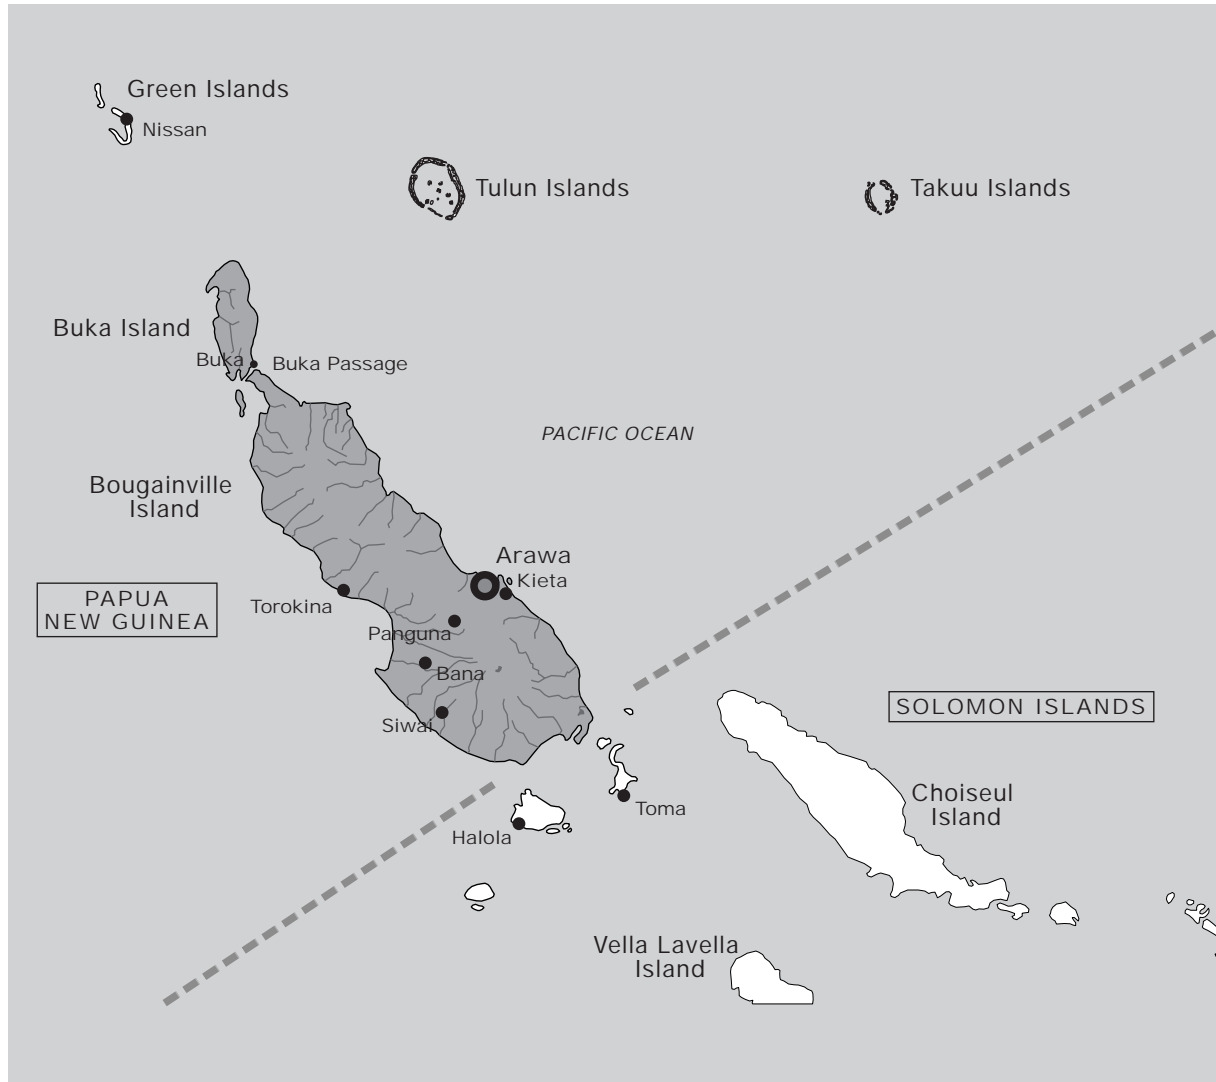 Green Islands
Nissan
Tulun Islands
Takuu Islands
Buka Island
Buka
Buka Passage
PACIFIC OCEAN
Bougainville
Island
Arawa
Kieta
PAPUA
NEW GUINEA
Torokina
Panguna
Bana
Siwai
SOLOMON ISLANDS
Choiseul
Island
Toma
Halola
Vella Lavella
Island